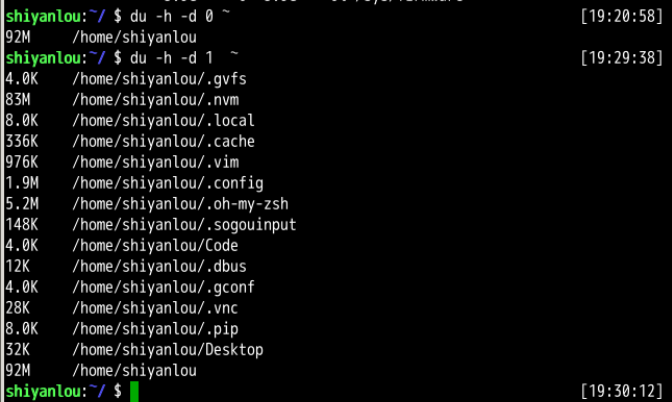 shiyanlou:~/ $ du -h -d 0 ~ [19:20:58]
92M /home/shiyanlou
shiyanlou:~/ $ du -h -d 1  ~ [19:29:38]
4.0K /home/shiyanlou/.gvfs
83M /home/shiyanlou/.nvm
8.0K /home/shiyanlou/.local
336K /home/shiyanlou/.cache
976K /home/shiyanlou/.vim
1.9M /home/shiyanlou/.config
5.2M /home/shiyanlou/.oh-my-zsh
148K /home/shiyanlou/.sogouinput
4.0K /home/shiyanlou/Code
12K /home/shiyanlou/.dbus
4.0K /home/shiyanlou/.gconf
28K /home/shiyanlou/.vnc
8.0K /home/shiyanlou/.pip
32K /home/shiyanlou/Desktop
92M /home/shiyanlou
shiyanlou:~/ $ [19:30:12]